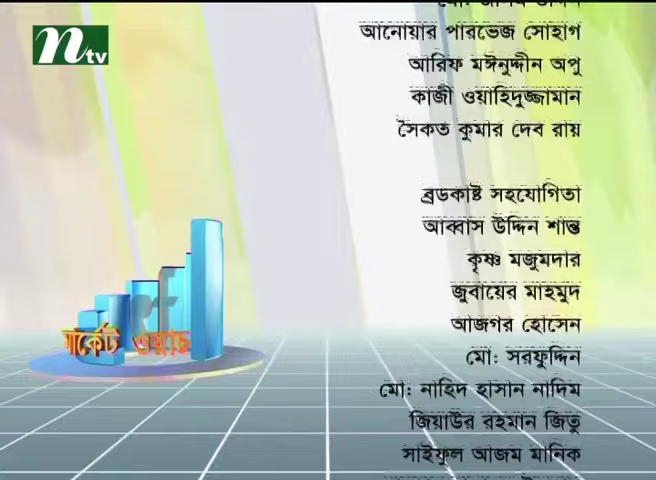 ntv
আনোয়ার পারভেজ সোহাগ
আরিফ মঈনুদ্দীন অপু
কাজী ওয়াহিদুজ্জামান
সৈকত কুমার দেব রায়
ব্রডকাষ্ট সহযোগিতা
আব্বাস উদ্দিন শান্ত
কৃষ্ণ মজুমদার
জুবায়ের মাহমুদ
আজগর হোসেন
মো: সরফুদ্দিন
মো: নাহিদ হাসান নাদিম
জিয়াউর রহমান জিতু
সাইফুল আজম মানিক
মার্কেট ওয়াচ